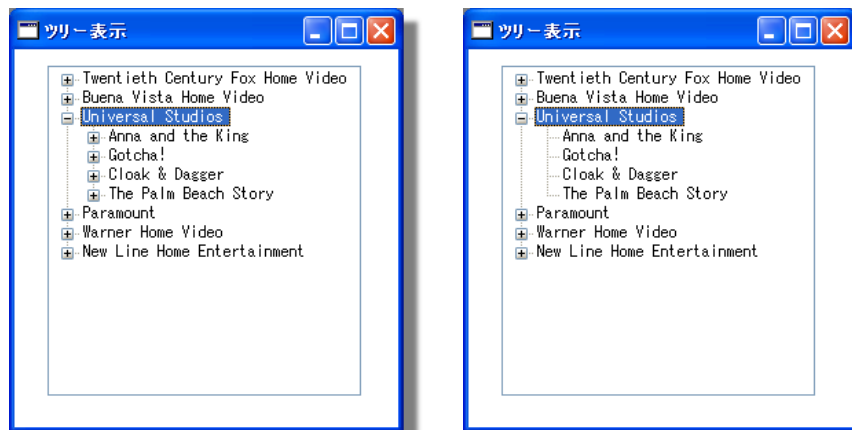 ツリー表示
Twentieth Century Fox Home Video
Buena Vista Home Video
Universal Studios
Anna and the King
Gotcha!
Cloak & Dagger
The Palm Beach Story
Paramount
Warner Home Video
New Line Home Entertainment
ツリー表示
Twentieth Century Fox Home Video
Buena Vista Home Video
Universal Studios
Anna and the King
Gotcha!
Cloak & Dagger
The Palm Beach Story
Paramount
Warner Home Video
New Line Home Entertainment